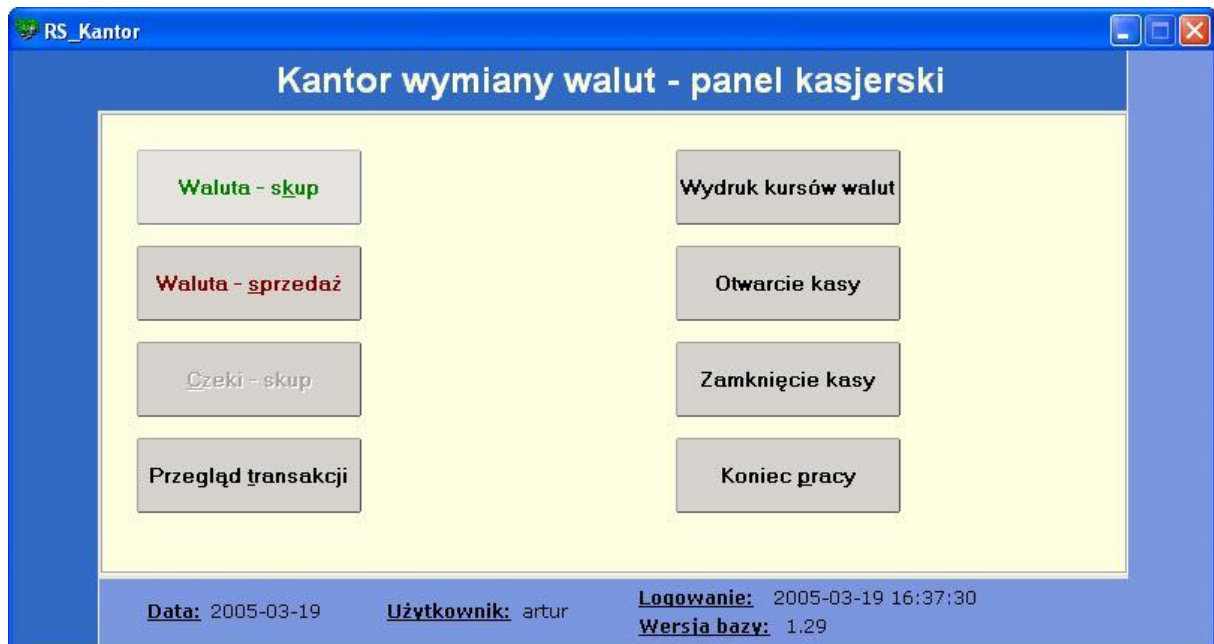 RS_Kantor
Kantor wymiany walut - panel kasjerski
Waluta - skup
Wydruk kursów walut
Waluta - sprzedaż
Otwarcie kasy
Czeki - skup
Zamknięcie kasy
Przegląd transakcji
Koniec pracy
Data: 2005-03-19
Użytkownik: artur
Logowanie: 2005-03-19 16:37:30
Wersja bazy: 1.29